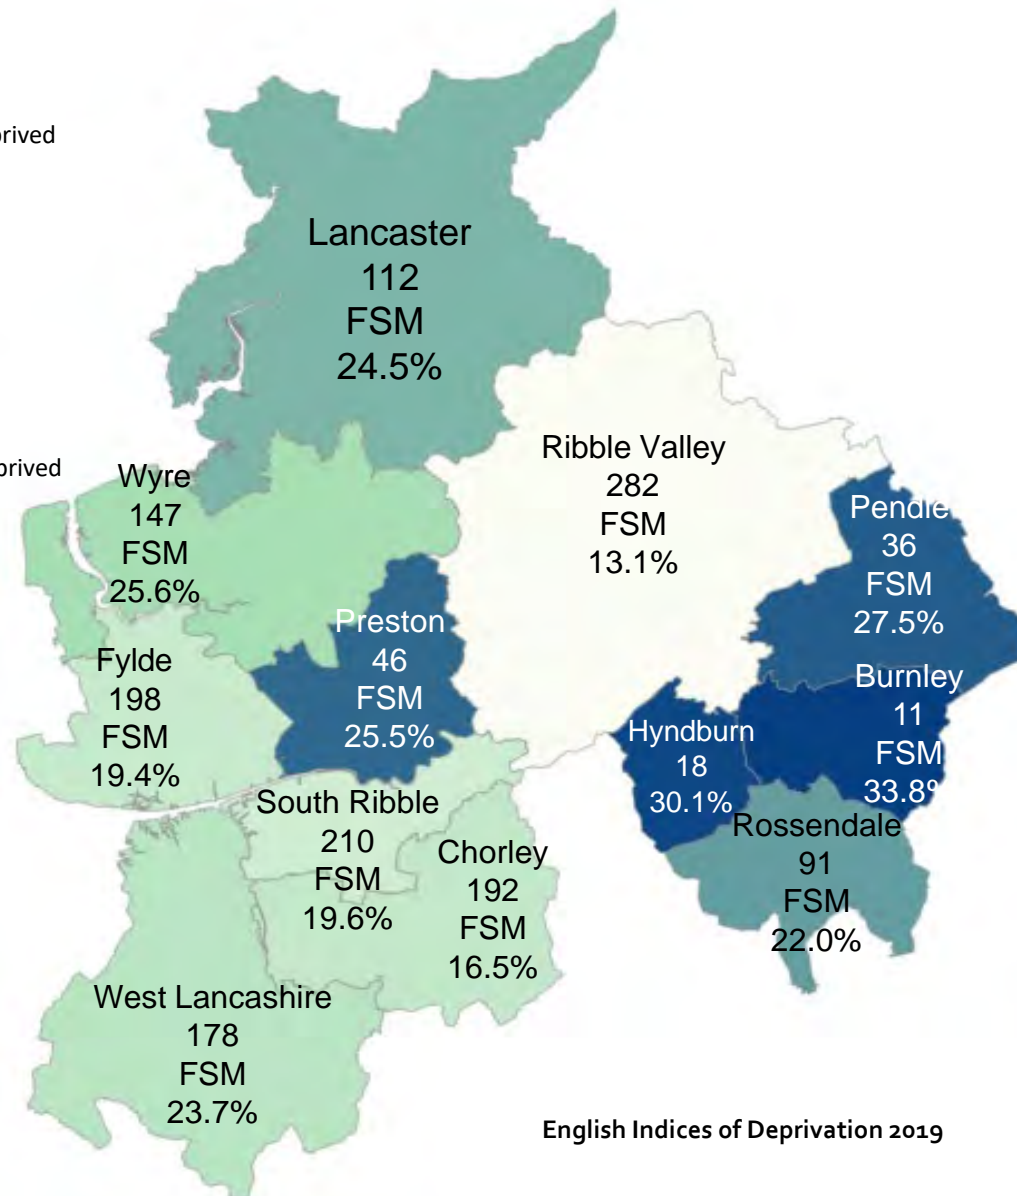 prived
Lancaster
112
FSM
24.5%
prived
Wyre
147
FSM
25.6%
Ribble Valley
282
FSM
13.1%
Pendle
36
FSM
27.5%
Preston
46
FSM
25.5%
Fylde
198
FSM
19.4%
Burnley
11
FSM
33.8%
Hyndburn
18
30.1%
South Ribble
210
FSM
19.6%
Chorley
192
FSM
16.5%
Rossendale
91
FSM
22.0%
West Lancashire
178
FSM
23.7%
English Indices of Deprivation 2019